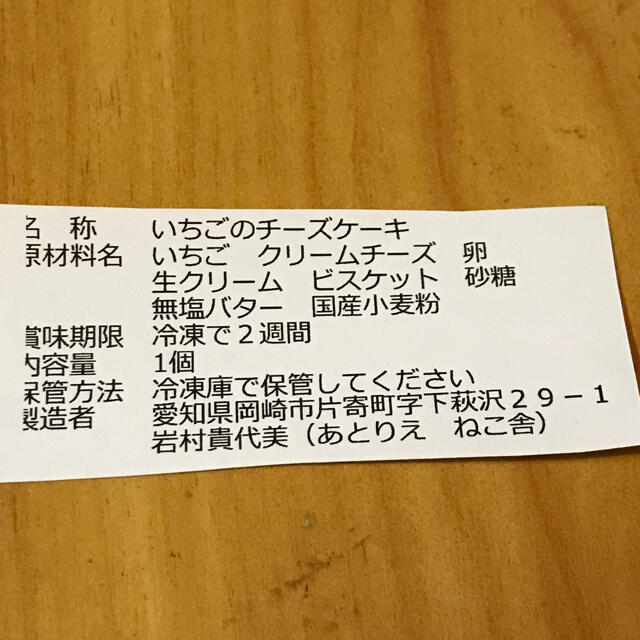 名　称　いちごのチーズケーキ
原材料名　いちご　クリームチーズ　卵
生クリーム　ビスケット　砂糖
無塩バター　国産小麦粉
賞味期限　冷凍で２週間
内容量　1個
保管方法　冷凍庫で保管してください
製造者　愛知県岡崎市片寄町字下萩沢２９－１
岩村貴代美（あとりえ　ねこ舎）